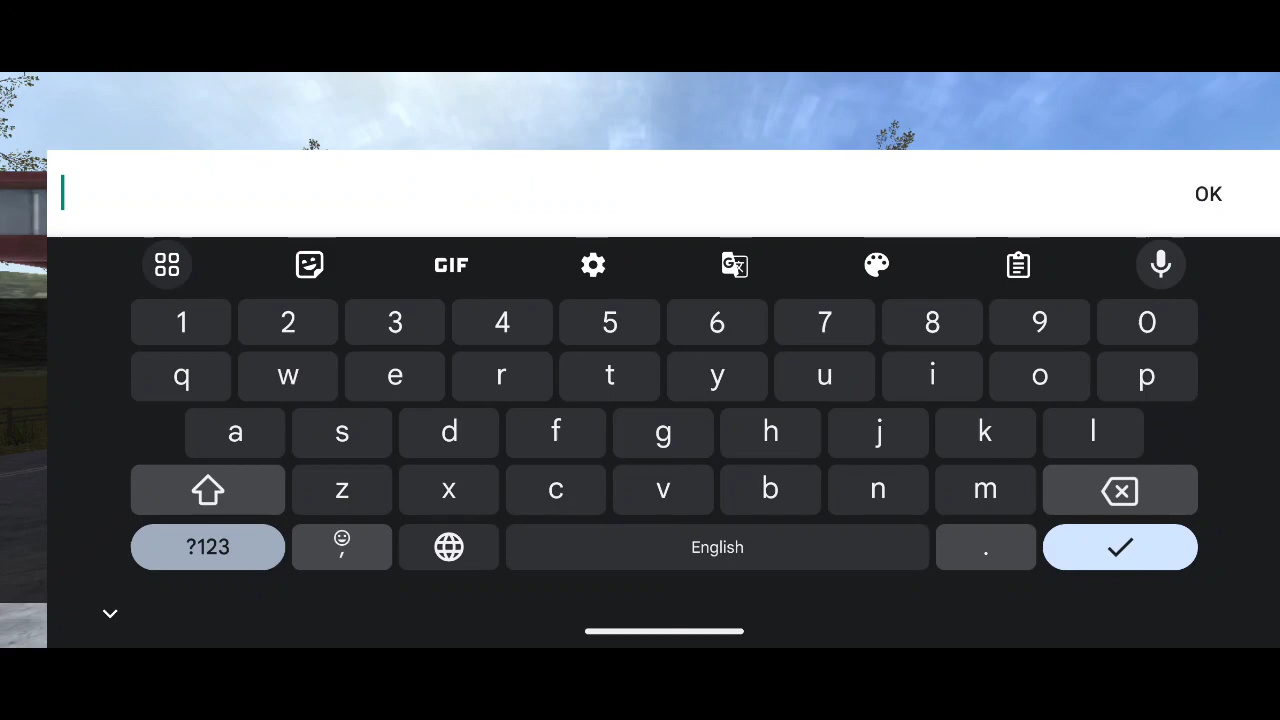 OK
GIF
1 2 3 4 5 6 7 8 9 0
q w e r t y u i o p
a s d f g h j k l
z x c v b n m
?123 , English .